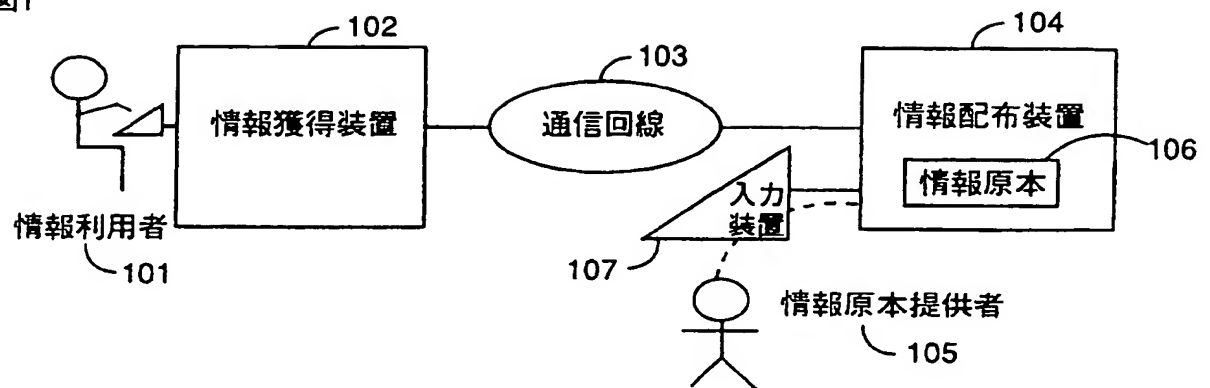 図1
102
103
104
情報獲得装置
通信回線
情報配布装置
106
情報原本
入力
装置
情報利用者
101
107
情報原本提供者
105